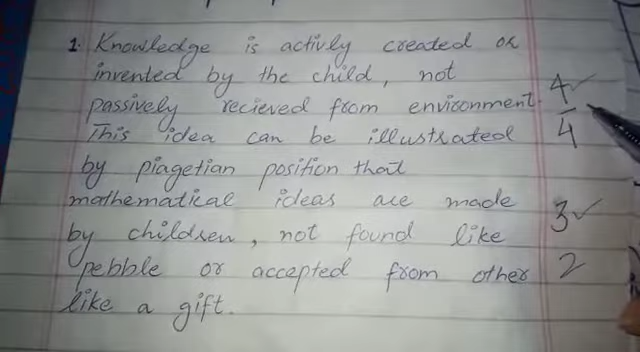 1. Knowledge is activly created or
invented by the child, not
passively recieved from environment.
This idea can be illustrated
by piagetian position that
mathematical ideas are made
by children, not found like
pebble or accepted from other
like a gift.
4✓
4
3✓
2